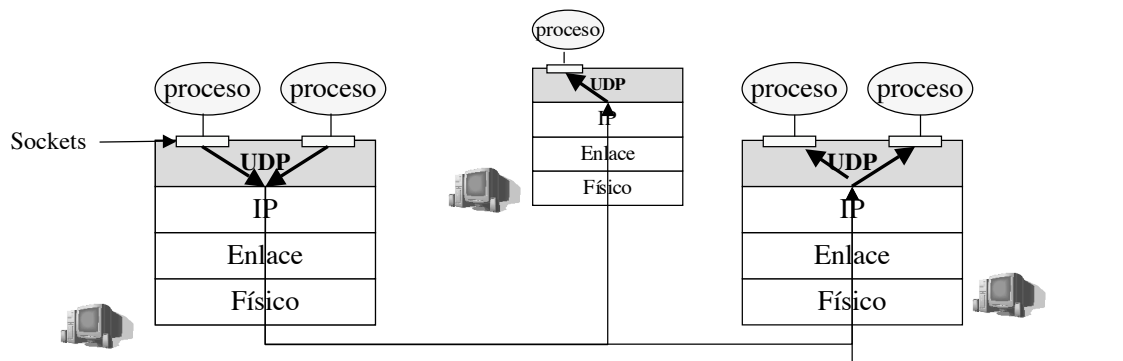 proceso
UDP
IP
Enlace
Físico
proceso
proceso
Sockets
UDP
IP
Enlace
Físico
proceso
proceso
UDP
IP
Enlace
Físico